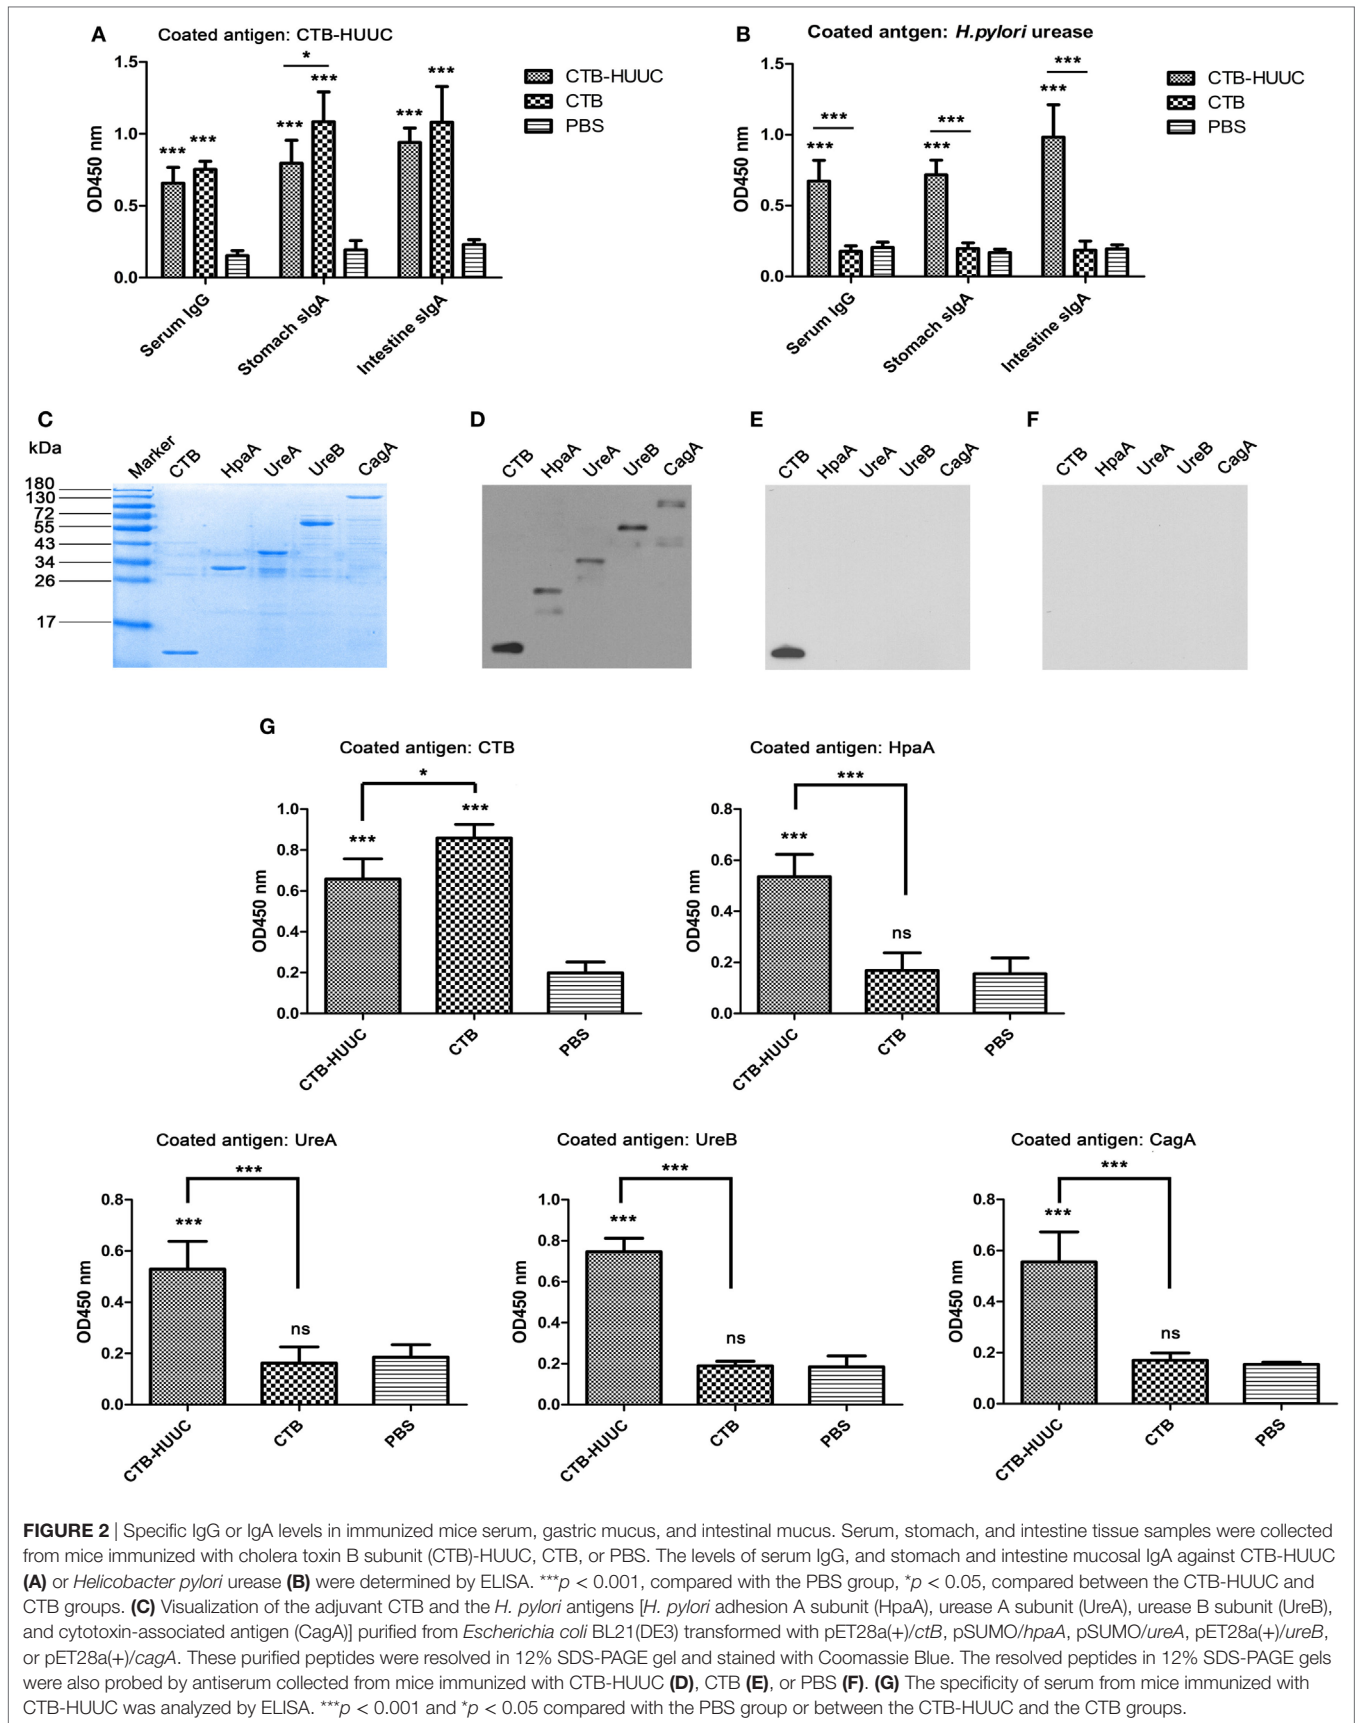 A
Coated antigen: CTB-HUUC
OD450 nm
1.5
1.0
0.5
0.0
***
***
***
*
***
***
***
Serum IgG
Stomach sIgA
Intestine sIgA
CTB-HUUC
CTB
PBS
B
Coated antgen: H.pylori urease
OD450 nm
1.5
1.0
0.5
0.0
***
***
***
***
***
***
Serum IgG
Stomach sIgA
Intestine sIgA
CTB-HUUC
CTB
PBS
C
kDa
Marker
CTB
HpaA
UreA
UreB
CagA
180
130
72
55
43
34
26
17
D
CTB
HpaA
UreA
UreB
CagA
E
CTB
HpaA
UreA
UreB
CagA
F
CTB
HpaA
UreA
UreB
CagA
G
Coated antigen: CTB
OD450 nm
1.0
0.8
0.6
0.4
0.2
0.0
*
***
***
CTB-HUUC
CTB
PBS
Coated antigen: HpaA
OD450 nm
0.8
0.6
0.4
0.2
0.0
***
***
ns
CTB-HUUC
CTB
PBS
Coated antigen: UreA
OD450 nm
0.8
0.6
0.4
0.2
0.0
***
***
ns
CTB-HUUC
CTB
PBS
Coated antigen: UreB
OD450 nm
1.0
0.8
0.6
0.4
0.2
0.0
***
***
ns
CTB-HUUC
CTB
PBS
Coated antigen: CagA
OD450 nm
0.8
0.6
0.4
0.2
0.0
***
***
ns
CTB-HUUC
CTB
PBS
FIGURE 2 | Specific IgG or IgA levels in immunized mice serum, gastric mucus, and intestinal mucus. Serum, stomach, and intestine tissue samples were collected
from mice immunized with cholera toxin B subunit (CTB)-HUUC, CTB, or PBS. The levels of serum IgG, and stomach and intestine mucosal IgA against CTB-HUUC
(A) or Helicobacter pylori urease (B) were determined by ELISA. ***p < 0.001, compared with the PBS group, *p < 0.05, compared between the CTB-HUUC and
CTB groups. (C) Visualization of the adjuvant CTB and the H. pylori antigens [H. pylori adhesion A subunit (HpaA), urease A subunit (UreA), urease B subunit (UreB),
and cytotoxin-associated antigen (CagA)] purified from Escherichia coli BL21(DE3) transformed with pET28a(+)/ctB, pSUMO/hpaA, pSUMO/ureA, pET28a(+)/ureB,
or pET28a(+)/cagA. These purified peptides were resolved in 12% SDS-PAGE gel and stained with Coomassie Blue. The resolved peptides in 12% SDS-PAGE gels
were also probed by antiserum collected from mice immunized with CTB-HUUC (D), CTB (E), or PBS (F). (G) The specificity of serum from mice immunized with
CTB-HUUC was analyzed by ELISA. ***p < 0.001 and *p < 0.05 compared with the PBS group or between the CTB-HUUC and the CTB groups.